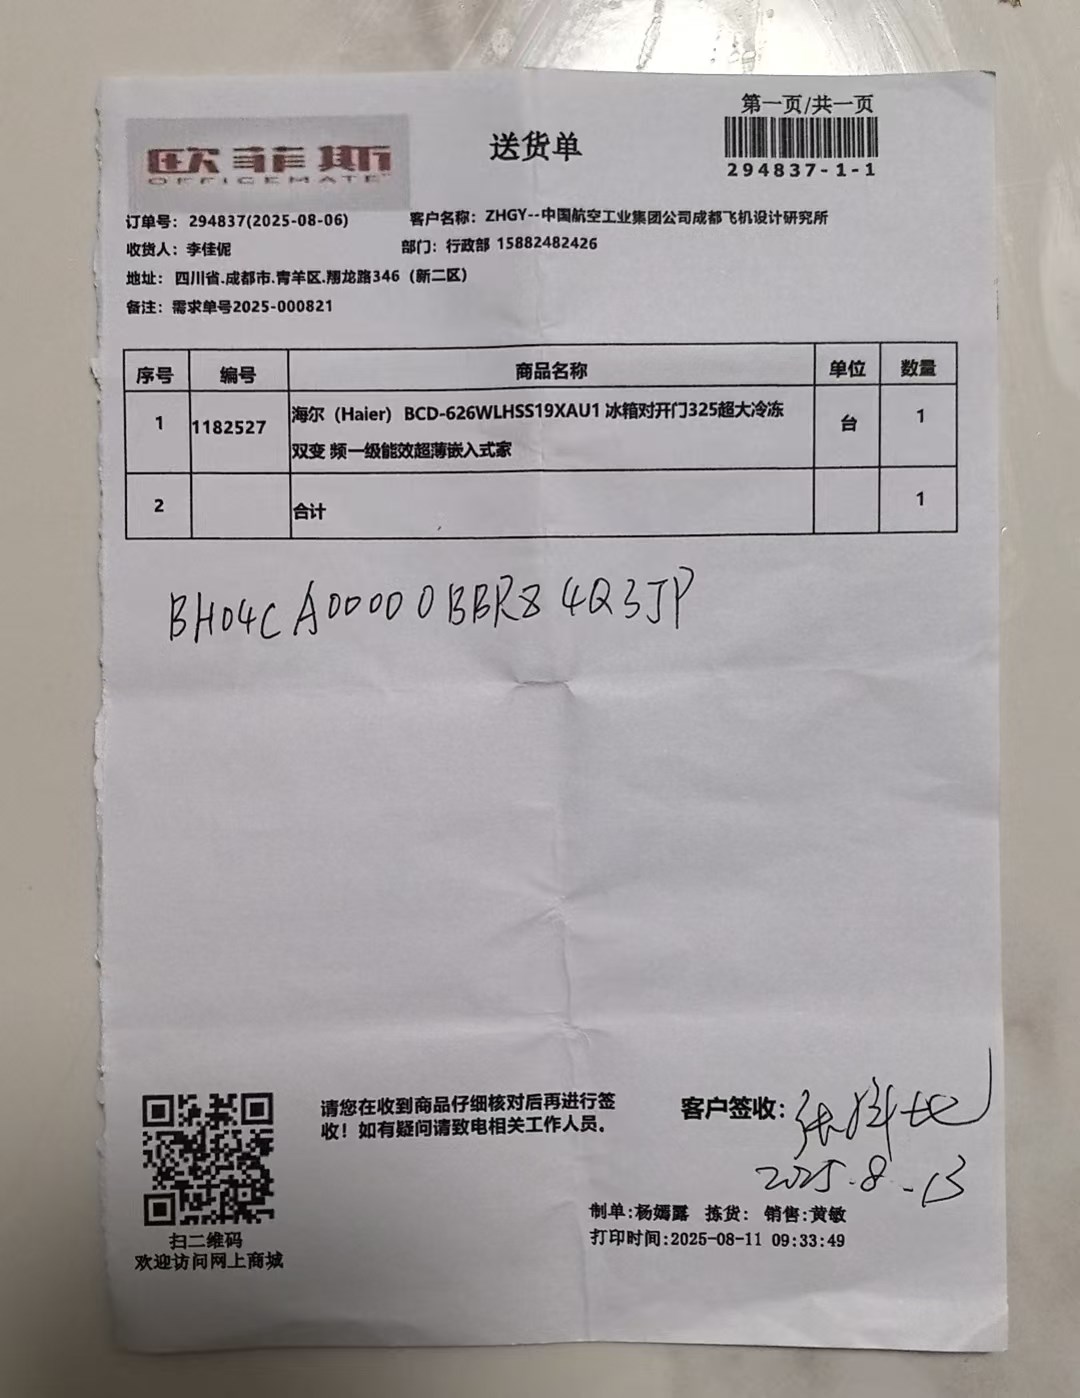 第一页/共一页
欧菲斯
OFFICEMATE
送货单
294837-1-1
订单号：294837(2025-08-06) 客户名称：ZHGY--中国航空工业集团公司成都飞机设计研究所
收货人：李佳伲 部门：行政部 15882482426
地址：四川省.成都市.青羊区.翔龙路346（新二区）
备注：需求单号2025-000821
序号 编号 商品名称 单位 数量
1 1182527 海尔（Haier）BCD-626WLHSS19XAU1 冰箱对开门325超大冷冻 台 1
双变 频一级能效超薄嵌入式家
2 合计 1
BH04CA00000BBRZ4Q3JP
请您在收到商品仔细核对后再进行签
收！如有疑问请致电相关工作人员。
客户签收：
2025.8.13
制单:杨嫣露 拣货: 销售:黄敏
打印时间:2025-08-11 09:33:49
扫二维码
欢迎访问网上商城